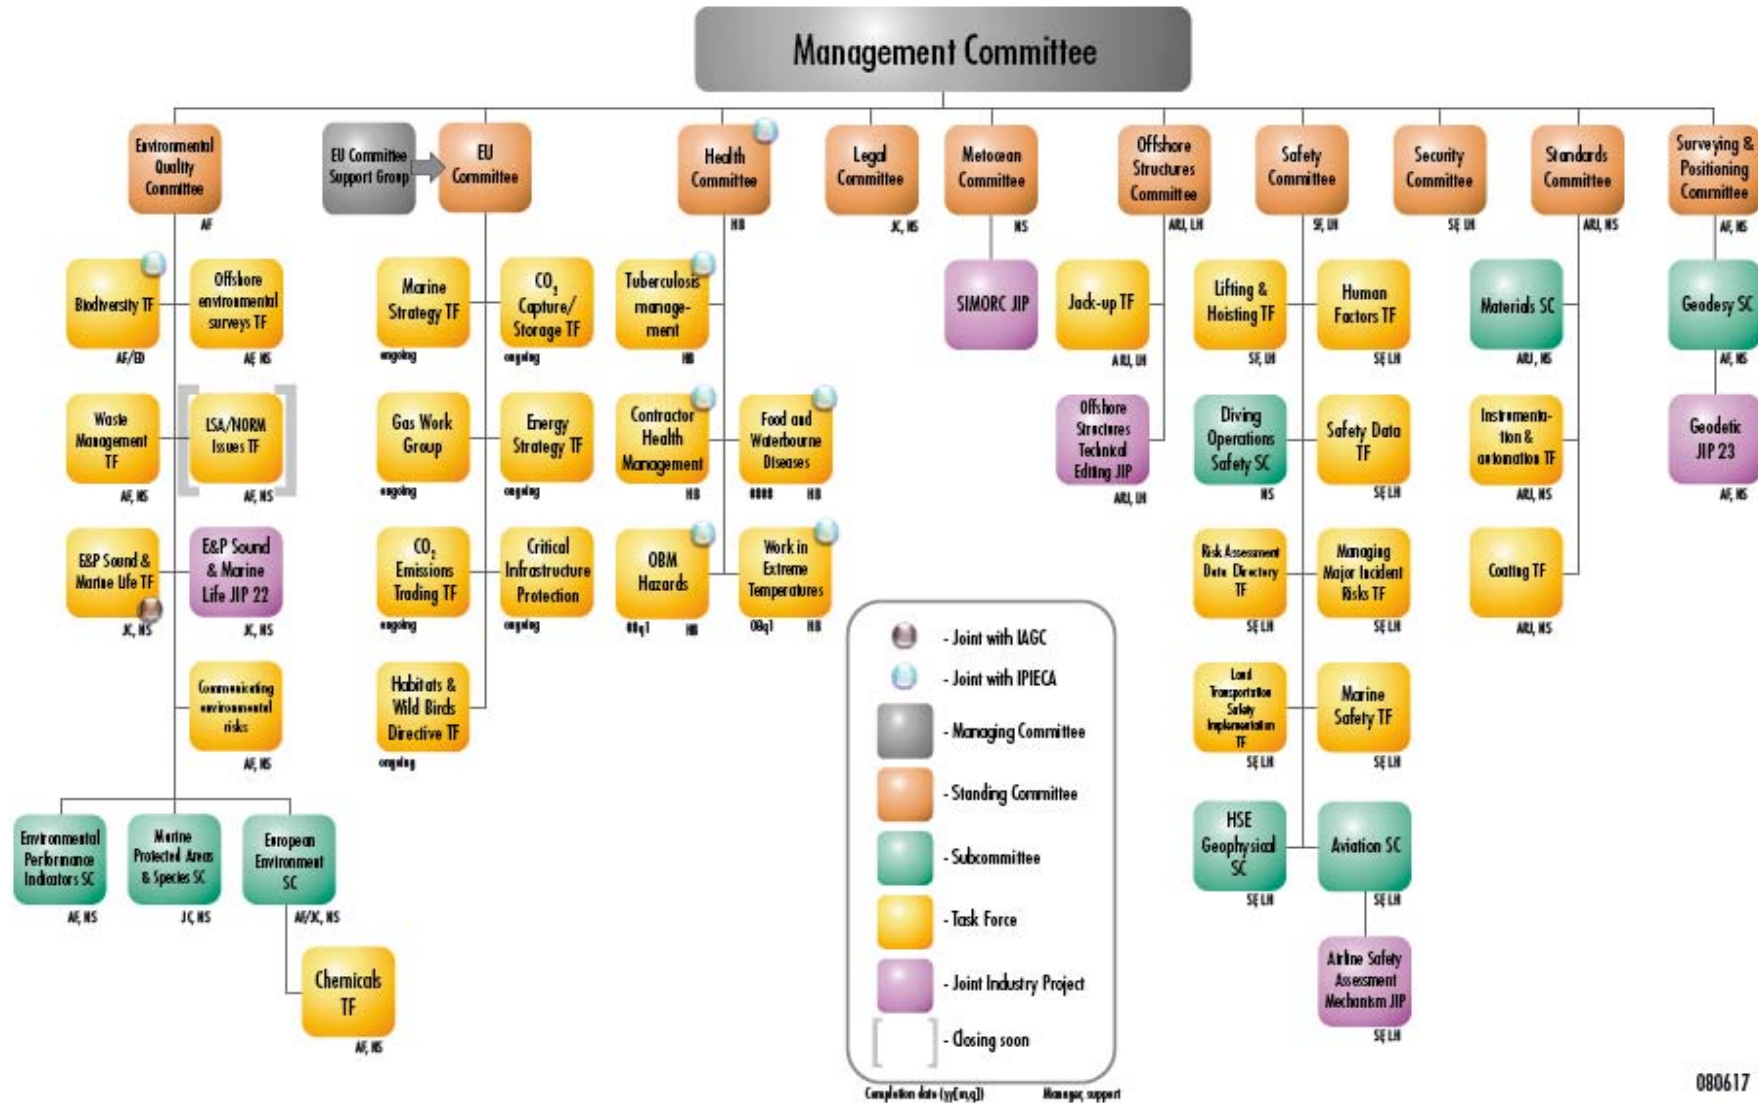 Management Committee
Environmental
Quality
Committee
AF
EU Committee
Support Group
EU
Committee
Health
Committee
HB
Legal
Committee
JC, NS
Metocean
Committee
NS
Offshore
Structures
Committee
ARJ, LH
Safety
Committee
SF, LH
Security
Committee
SF, LH
Standards
Committee
ARJ, NS
Surveying &
Positioning
Committee
AF, NS
Biodiversity TF
AF/ED
Offshore
environmental
surveys TF
AF, NS
Marine
Strategy TF
ongoing
CO2
Capture/
Storage TF
ongoing
Tuberculosis
manage-
ment
HB
SIMORC JIP
Jack-up TF
ARJ, LH
Lifting &
Hoisting TF
SF, LH
Human
Factors TF
SF, LH
Materials SC
ARJ, NS
Geodesy SC
AF, NS
Waste
Management
TF
AF, NS
LSA/NORM
Issues TF
AF, NS
Gas Work
Group
ongoing
Energy
Strategy TF
ongoing
Contractor
Health
Management
HB
Food and
Waterbourne
Diseases
HB
Offshore
Structures
Technical
Editing JIP
ARJ, LH
Diving
Operations
Safety SC
NS
Safety Data
TF
SF, LH
Instrumenta-
tion &
automation TF
ARJ, NS
Geodetic
JIP 23
AF, NS
E&P Sound &
Marine Life TF
JC, NS
E&P Sound
& Marine
Life JIP 22
JC, NS
CO2
Emissions
Trading TF
ongoing
Critical
Infrastructure
Protection
ongoing
OBM
Hazards
08q1 HB
Work in
Extreme
Temperatures
08q1 HB
Risk Assessment
Data Directory
TF
SF, LH
Managing
Major Incident
Risks TF
SF, LH
Coating TF
ARJ, NS
Communicating
environmental
risks
AF, NS
Habitats &
Wild Birds
Directive TF
ongoing
Land
Transportation
Safety
Implementation
TF
SF, LH
Marine
Safety TF
SF, LH
Environmental
Performance
Indicators SC
AF, NS
Marine
Protected Areas
& Species SC
JC, NS
European
Environment
SC
AF/JC, NS
HSE
Geophysical
SC
SF, LH
Aviation SC
SF, LH
Chemicals
TF
AF, NS
Airline Safety
Assessment
Mechanism JIP
SF, LH
- Joint with IAGC
- Joint with IPIECA
- Managing Committee
- Standing Committee
- Subcommittee
- Task Force
- Joint Industry Project
- Closing soon
Completion date (yy[m,q]) Manager, support
080617